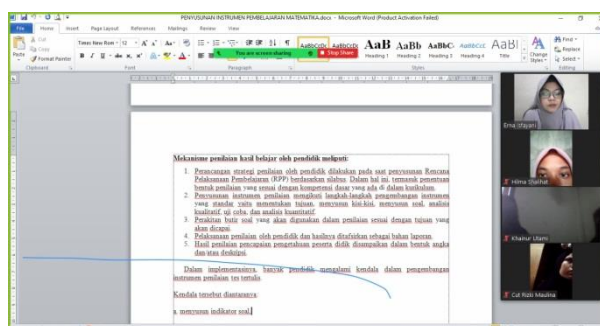 PENYUSUNAN INSTRUMEN PEMBELAJARAN MATEMATIKA.docx - Microsoft Word (Product Activation Failed)
File Home Insert Page Layout References Mailings Review View
Cut
Copy
Format Painter
Paste
Clipboard
Times New Rom 12
Font
Paragraph
You are screen sharing Stop Share
AaBbCcDc AaBbCcDc AaB AaBb AaBbC AaBbCcI AaB
Heading 1 Heading 2 Heading 3 Heading 4 Title
Change Styles
Styles
Find
Replace
Select
Editing
Mekanisme penilaian hasil belajar oleh pendidik meliputi:
1. Perancangan strategi penilaian oleh pendidik dilakukan pada saat penyusunan Rencana
Pelaksanaan Pembelajaran (RPP) berdasarkan silabus. Dalam hal ini, termasuk penentuan
bentuk penilaian yang sesuai dengan kompetensi dasar yang ada di dalam kurikulum.
2. Penyusunan instrumen penilaian mengikuti langkah-langkah pengembangan instrumen
yang standar yaitu menentukan tujuan, menyusun kisi-kisi, menyusun soal, analisis
kualitatif, uji coba, dan analisis kuantitatif.
3. Perakitan butir soal yang akan digunakan dalam penilaian sesuai dengan tujuan yang
akan dicapai.
4. Pelaksanaan penilaian oleh pendidik dan hasilnya ditafsirkan sebagai bahan laporan
5. Hasil penilaian pencapaian pengetahuan peserta didik disampaikan dalam bentuk angka
dan/atau deskripsi.
Dalam implementasinya, banyak pendidik mengalami kendala dalam pengembangan
instrumen penilaian tes tertulis.
Kendala tersebut diantaranya:
a. menyusun indikator soal,
Hilma Shalhat
Khairur Utami
Cut Rizki Maulina